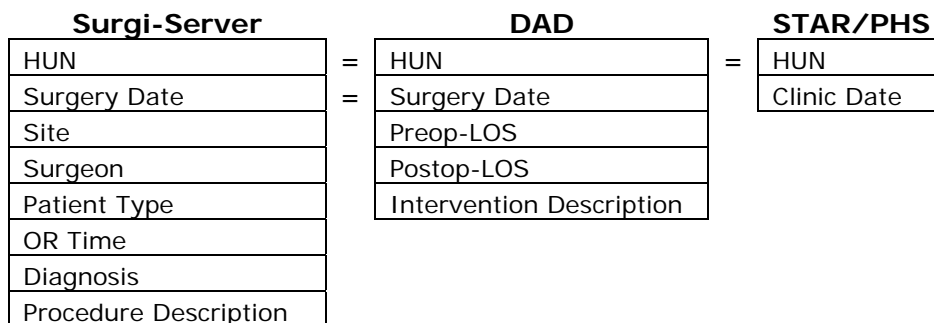 Surgi-Server DAD STAR/PHS
HUN = HUN = HUN
Surgery Date = Surgery Date Clinic Date
Site Preop-LOS
Surgeon Postop-LOS
Patient Type Intervention Description
OR Time
Diagnosis
Procedure Description